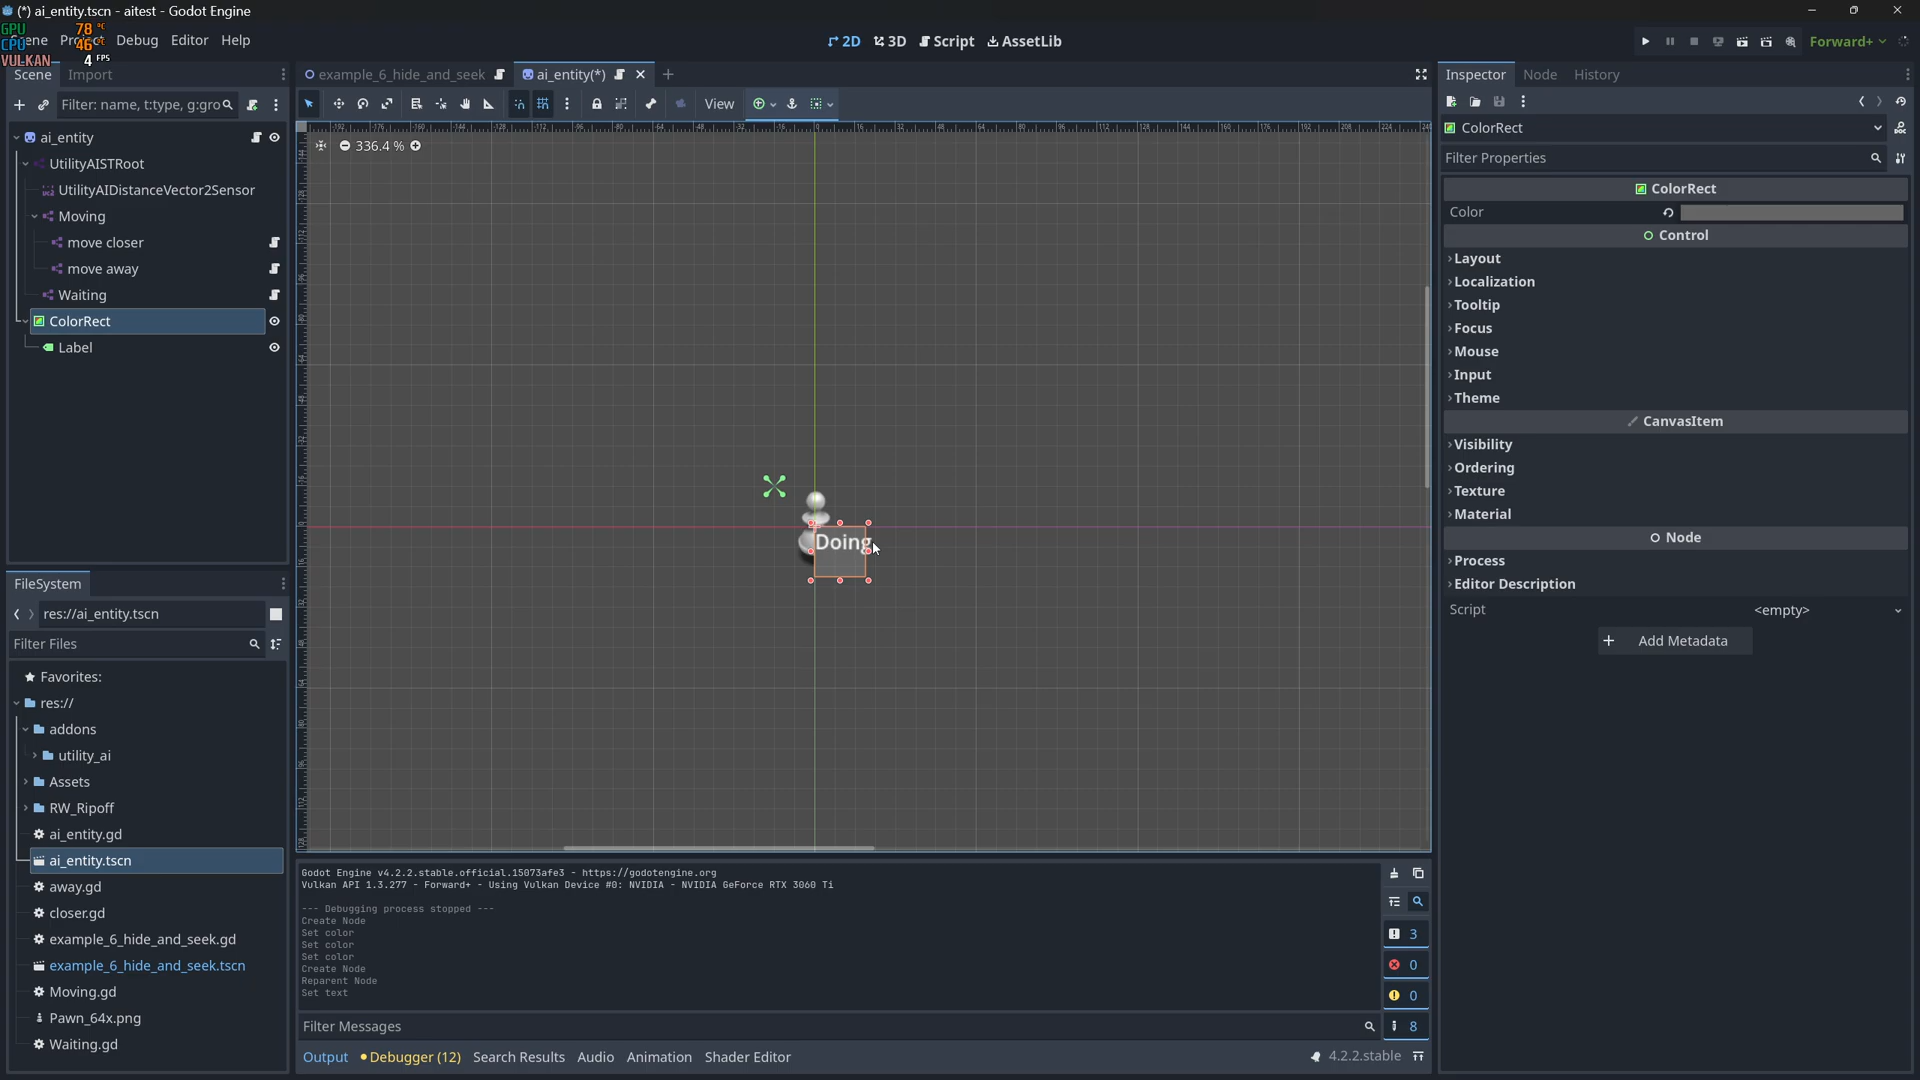 (*) ai_entity.tscn - aitest - Godot Engine
GPU 78 °C
CPU 46 °C
VULKAN 4 FPS
Debug Editor Help
2D 3D Script AssetLib
Forward+
Scene Import
Filter: name, t:type, g:gro
ai_entity
UtilityAISTRoot
UtilityAIDistanceVector2Sensor
Moving
move closer
move away
Waiting
ColorRect
Label
example_6_hide_and_seek ai_entity(*)
View
336.4 %
Doing
FileSystem
res://ai_entity.tscn
Filter Files
Favorites:
res://
addons
utility_ai
Assets
RW_Ripoff
ai_entity.gd
ai_entity.tscn
away.gd
closer.gd
example_6_hide_and_seek.gd
example_6_hide_and_seek.tscn
Moving.gd
Pawn_64x.png
Waiting.gd
Godot Engine v4.2.2.stable.official.15073afe3 - https://godotengine.org
Vulkan API 1.3.277 - Forward+ - Using Vulkan Device #0: NVIDIA - NVIDIA GeForce RTX 3060 Ti
--- Debugging process stopped ---
Create Node
Set color
Set color
Set color
Create Node
Reparent Node
Set text
3
0
0
8
Filter Messages
Output Debugger (12) Search Results Audio Animation Shader Editor
4.2.2.stable
Inspector Node History
ColorRect
Filter Properties
ColorRect
Color
Control
Layout
Localization
Tooltip
Focus
Mouse
Input
Theme
CanvasItem
Visibility
Ordering
Texture
Material
Node
Process
Editor Description
Script <empty>
Add Metadata